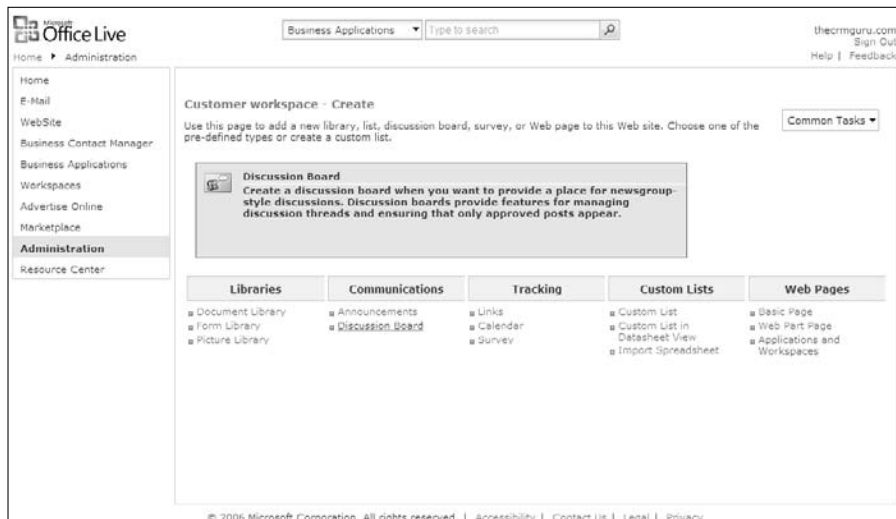 Microsoft
Office Live
Business Applications
Type to search
thecrmguru.com
Sign Out
Help | Feedback
Home ▶ Administration
Home
E-Mail
WebSite
Business Contact Manager
Business Applications
Workspaces
Advertise Online
Marketplace
Administration
Resource Center
Customer workspace - Create
Use this page to add a new library, list, discussion board, survey, or Web page to this Web site. Choose one of the
pre-defined types or create a custom list.
Common Tasks ▾
Discussion Board
Create a discussion board when you want to provide a place for newsgroup-
style discussions. Discussion boards provide features for managing
discussion threads and ensuring that only approved posts appear.
Libraries
Document Library
Form Library
Picture Library
Communications
Announcements
Discussion Board
Tracking
Links
Calendar
Survey
Custom Lists
Custom List
Custom List in
Datasheet View
Import Spreadsheet
Web Pages
Basic Page
Web Part Page
Applications and
Workspaces
© 2006 Microsoft Corporation. All rights reserved. | Accessibility | Contact Us | Legal | Privacy